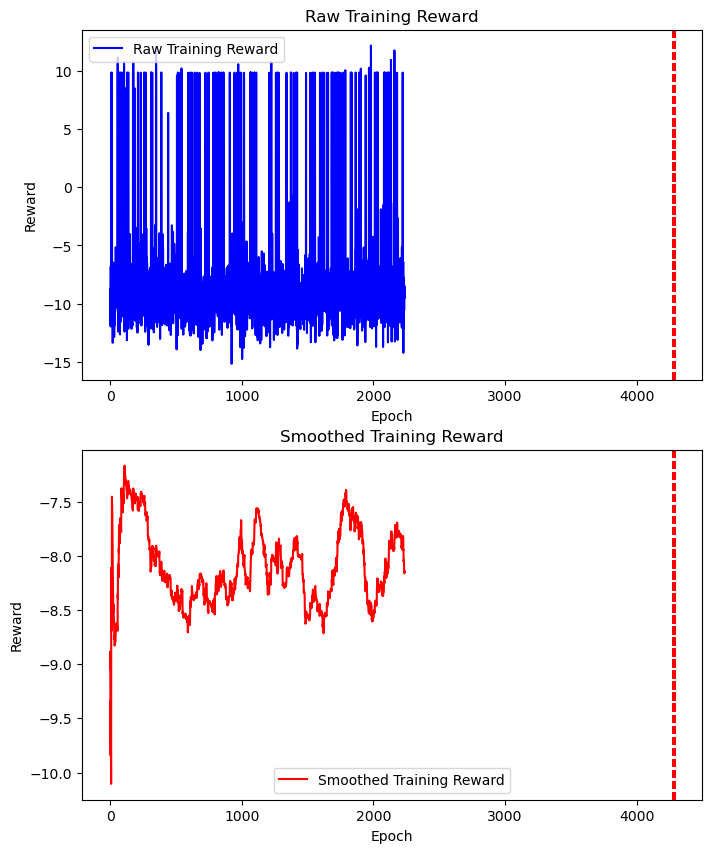 Raw Training Reward
Raw Training Reward
10
5
0
−5
−10
−15
Reward
0
1000
2000
3000
4000
Epoch
Smoothed Training Reward
−7.5
−8.0
−8.5
−9.0
−9.5
−10.0
Reward
Smoothed Training Reward
0
1000
2000
3000
4000
Epoch